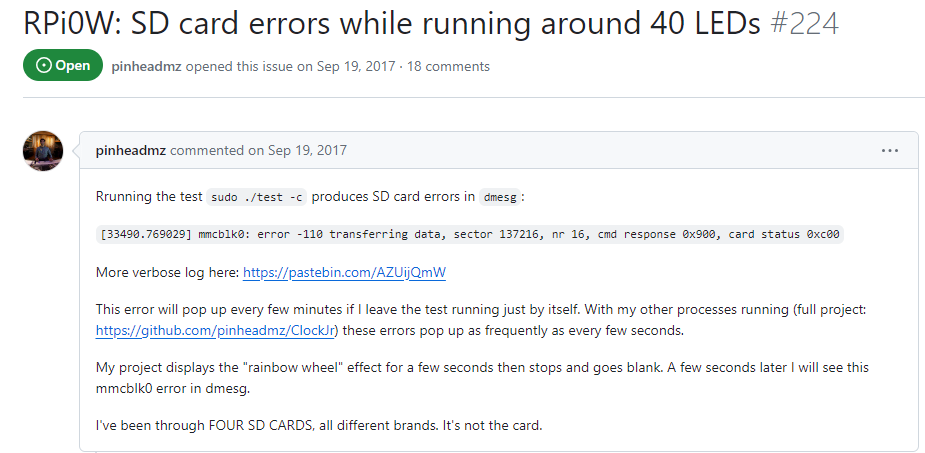 RPi0W: SD card errors while running around 40 LEDs #224
Open pinheadmz opened this issue on Sep 19, 2017 · 18 comments
pinheadmz commented on Sep 19, 2017
Rrunning the test sudo ./test -c produces SD card errors in dmesg:
[33490.769029] mmcblk0: error -110 transferring data, sector 137216, nr 16, cmd response 0x900, card status 0xc00
More verbose log here: https://pastebin.com/AZUijQmW
This error will pop up every few minutes if I leave the test running just by itself. With my other processes running (full project:
https://github.com/pinheadmz/ClockJr) these errors pop up as frequently as every few seconds.
My project displays the "rainbow wheel" effect for a few seconds then stops and goes blank. A few seconds later I will see this
mmcblk0 error in dmesg.
I've been through FOUR SD CARDS, all different brands. It's not the card.